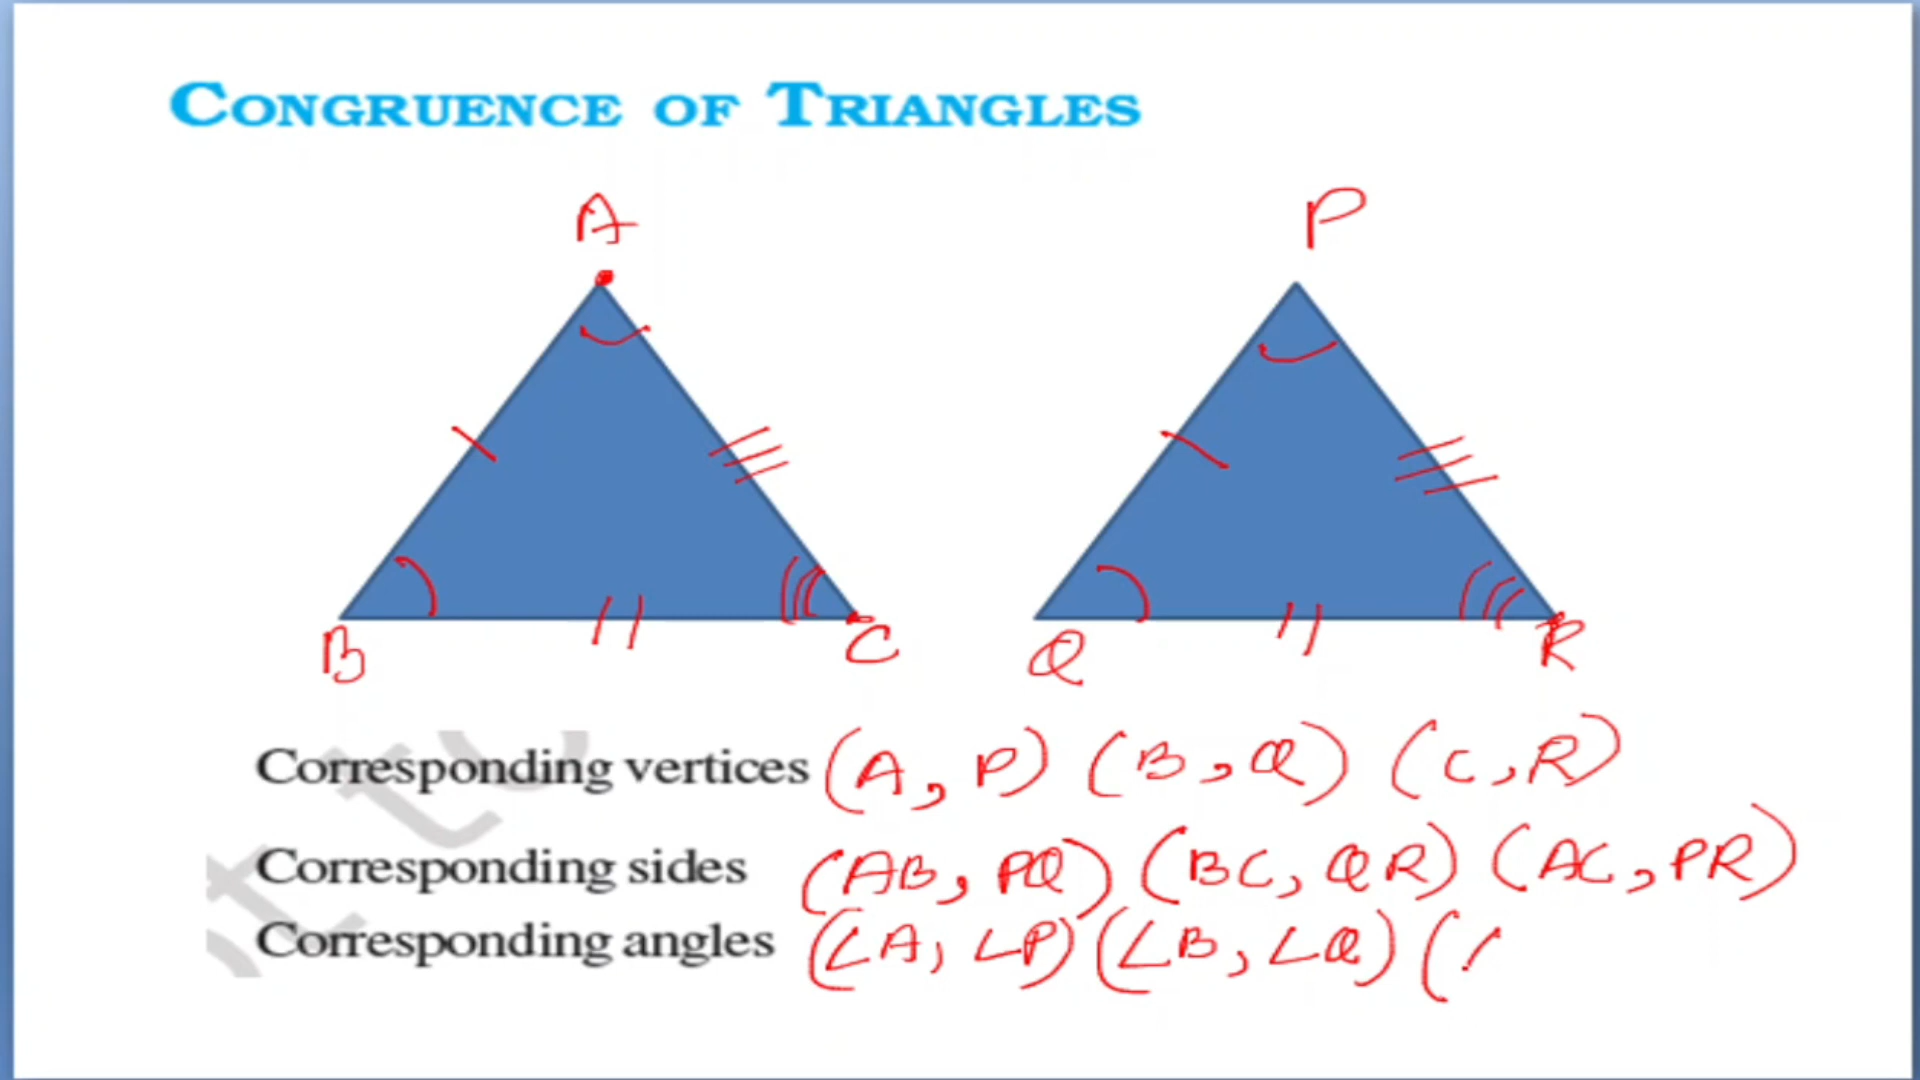 CONGRUENCE OF TRIANGLES
A
P
B
C
Q
R
Corresponding vertices (A, P) (B, Q) (C, R)
Corresponding sides (AB, PQ) (BC, QR) (AC, PR)
Corresponding angles (∠A, ∠P) (∠B, ∠Q) (